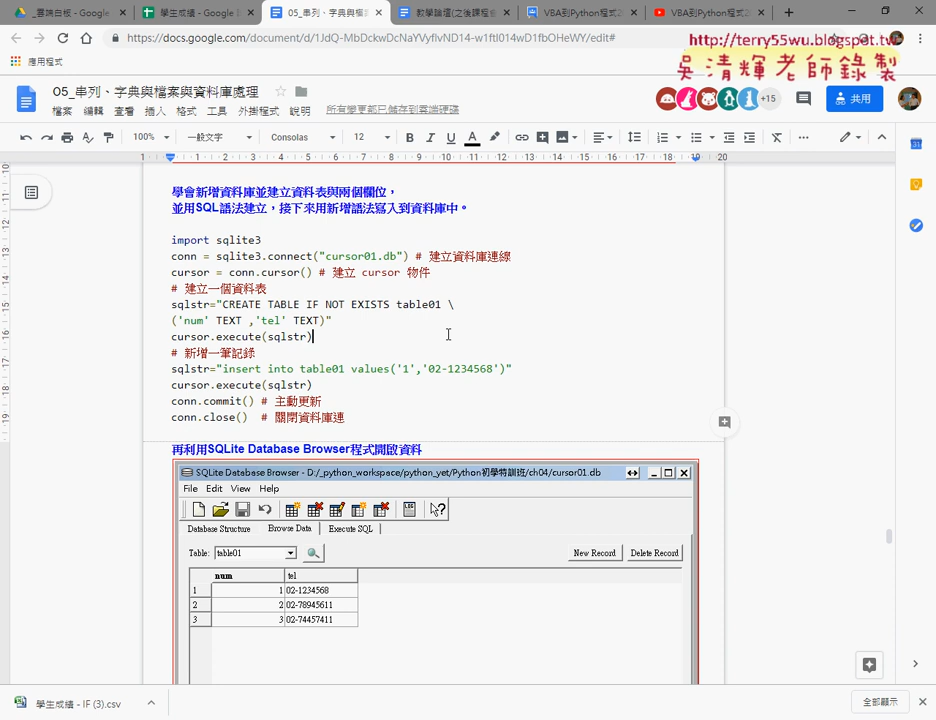 _雲端白板 - Google
學生成績 - Google
05_串列、字典與檔案
教學論壇(之後課程會
VBA到Python程式2
VBA到Python程式2
https://docs.google.com/document/d/1JdQ-MbDckwDcNaVYvflvND14-w1ftl014wD1fbOHeWY/edit#
http://terry55wu.blogspot.tw
吳清輝老師錄製
應用程式
05_串列、字典與檔案與資料庫處理
檔案 編輯 查看 插入 格式 工具 外掛程式 說明 所有變更都已儲存到雲端硬碟
+15
共用
100% 一般文字 Consolas 12
學會新增資料庫並建立資料表與兩個欄位，
並用SQL語法建立，接下來用新增語法寫入到資料庫中。
import sqlite3
conn = sqlite3.connect("cursor01.db") # 建立資料庫連線
cursor = conn.cursor() # 建立 cursor 物件
# 建立一個資料表
sqlstr="CREATE TABLE IF NOT EXISTS table01 \
('num' TEXT ,'tel' TEXT)"
cursor.execute(sqlstr)
# 新增一筆記錄
sqlstr="insert into table01 values('1','02-1234568')"
cursor.execute(sqlstr)
conn.commit() # 主動更新
conn.close() # 關閉資料庫連
再利用SQLite Database Browser程式開啟資料
SQLite Database Browser - D:/_python_workspace/python_yet/Python初學特訓班/ch04/cursor01.db
File Edit View Help
Database Structure Browse Data Execute SQL
Table: table01 New Record Delete Record
num tel
1 1 02-1234568
2 2 02-78945611
3 3 02-74457411
學生成績 - IF (3).csv
全部顯示